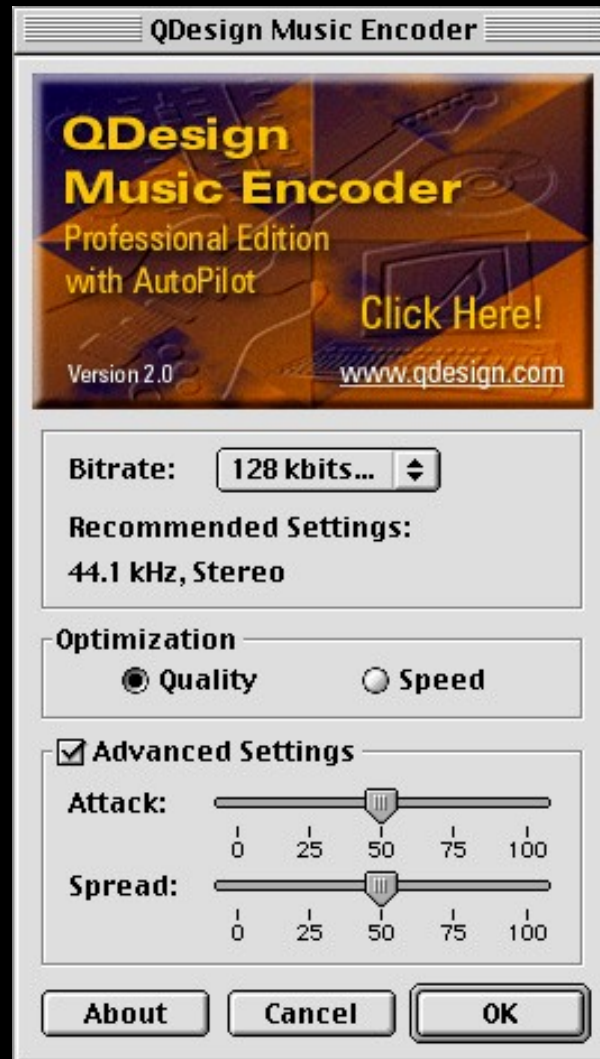 QDesign Music Encoder
QDesign
Music Encoder
Professional Edition
with AutoPilot
Click Here!
Version 2.0
www.qdesign.com
Bitrate: 128 kbits...
Recommended Settings:
44.1 kHz, Stereo
Optimization
Quality Speed
Advanced Settings
Attack:
0 25 50 75 100
Spread:
0 25 50 75 100
About Cancel OK